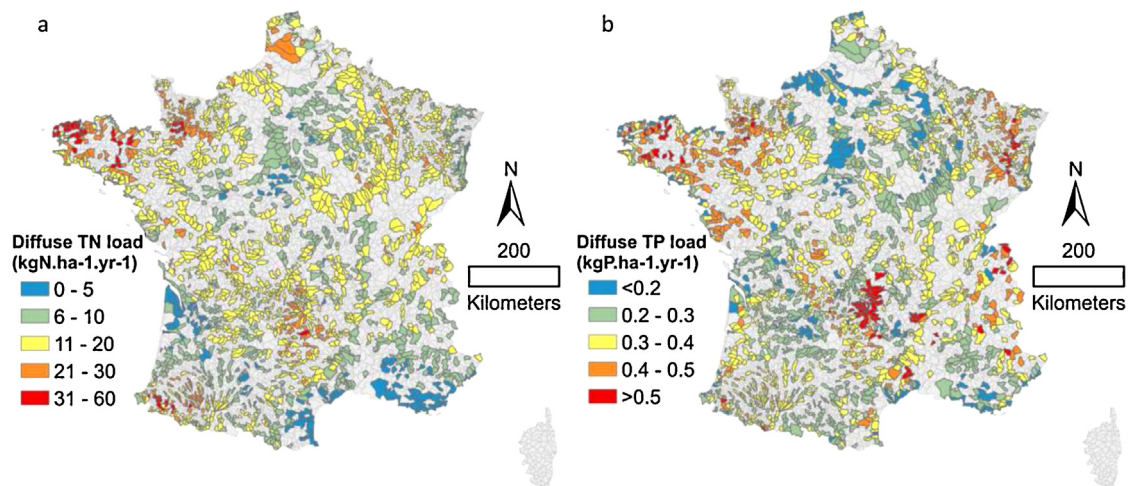 a
N
200
Kilometers
Diffuse TN load
(kgN.ha-1.yr-1)
0 - 5
6 - 10
11 - 20
21 - 30
31 - 60
b
N
200
Kilometers
Diffuse TP load
(kgP.ha-1.yr-1)
<0.2
0.2 - 0.3
0.3 - 0.4
0.4 - 0.5
>0.5